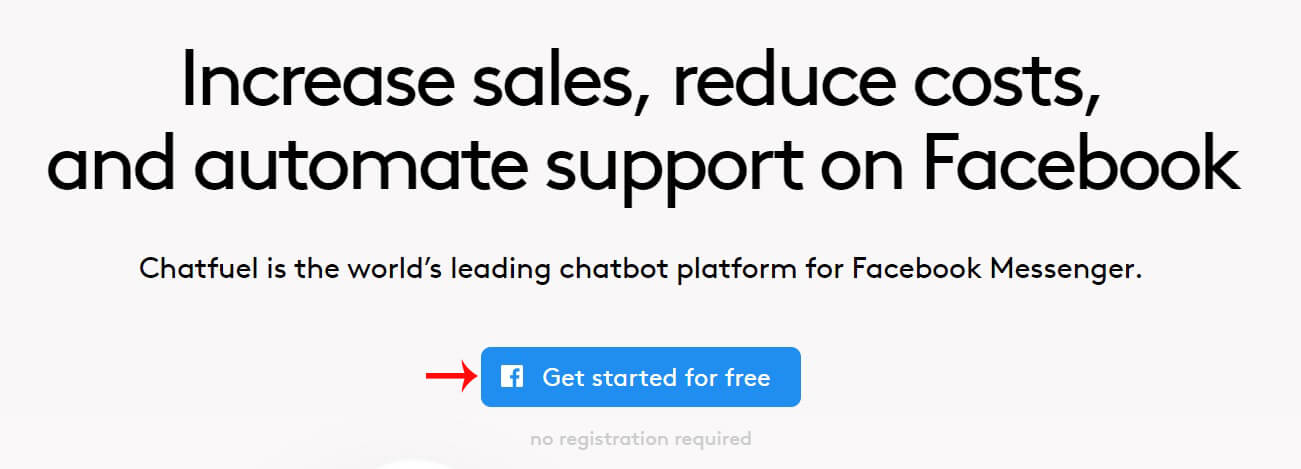 Increase sales, reduce costs,
and automate support on Facebook
Chatfuel is the world’s leading chatbot platform for Facebook Messenger.
Get started for free
no registration required